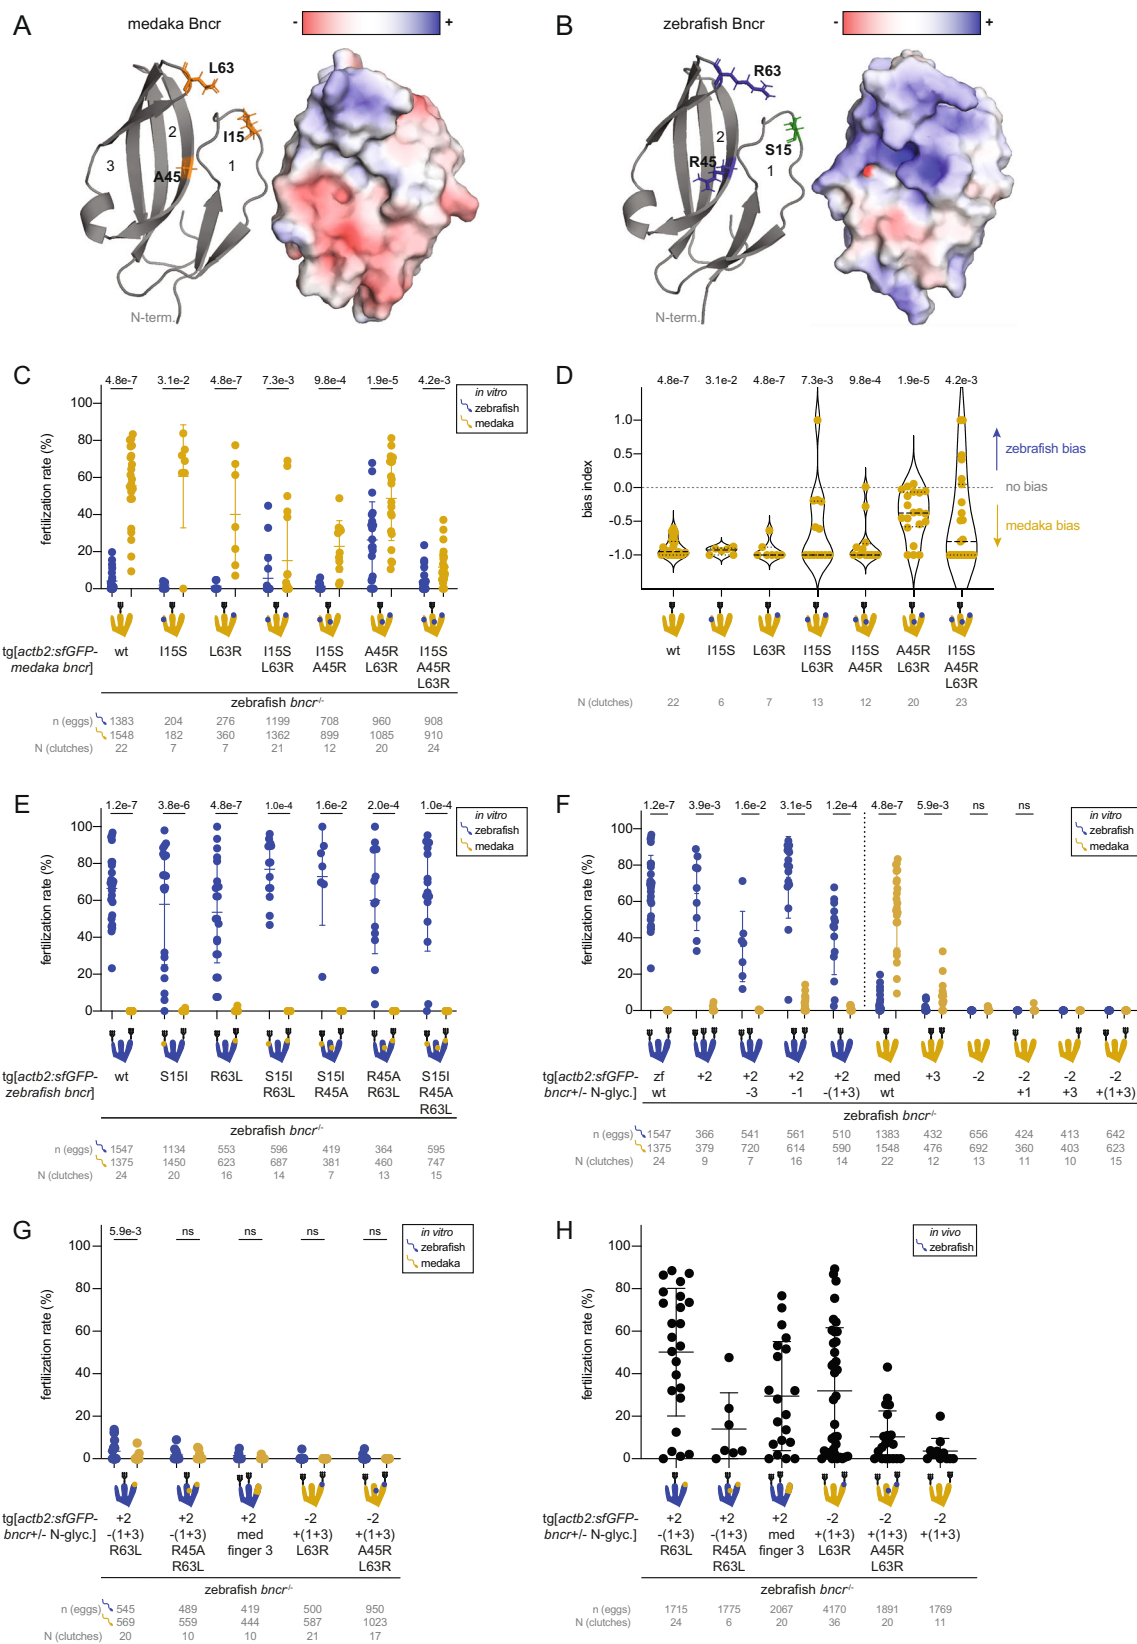 A
medaka Bncr
- +
L63
I15
A45
1
2
3
N-term.
B
zebrafish Bncr
- +
R63
S15
R45
1
2
N-term.
C
4.8e-7 3.1e-2 4.8e-7 7.3e-3 9.8e-4 1.9e-5 4.2e-3
in vitro
zebrafish
medaka
fertilization rate (%)
100
80
60
40
20
0
tg[actb2:sfGFP-
medaka bncr]
wt
I15S
L63R
I15S L63R
I15S A45R
A45R L63R
I15S A45R L63R
zebrafish bncr-/-
n (eggs) 1383 204 276 1199 708 960 908
1548 182 360 1362 899 1085 910
N (clutches) 22 7 7 21 12 20 24
D
4.8e-7 3.1e-2 4.8e-7 7.3e-3 9.8e-4 1.9e-5 4.2e-3
bias index
1.0
0.5
0.0
-0.5
-1.0
zebrafish bias
no bias
medaka bias
wt
I15S
L63R
I15S L63R
I15S A45R
A45R L63R
I15S A45R L63R
N (clutches) 22 6 7 13 12 20 23
E
1.2e-7 3.8e-6 4.8e-7 1.0e-4 1.6e-2 2.0e-4 1.0e-4
in vitro
zebrafish
medaka
fertilization rate (%)
100
80
60
40
20
0
tg[actb2:sfGFP-
zebrafish bncr]
wt
S15I
R63L
S15I R63L
S15I R45A
R45A R63L
S15I R45A R63L
zebrafish bncr-/-
n (eggs) 1547 1134 553 596 419 364 595
1375 1450 623 687 381 460 747
N (clutches) 24 20 16 14 7 13 15
F
1.2e-7 3.9e-3 1.6e-2 3.1e-5 1.2e-4 4.8e-7 5.9e-3 ns ns
in vitro
zebrafish
medaka
fertilization rate (%)
100
80
60
40
20
0
tg[actb2:sfGFP-
bncr+/- N-glyc.]
zf wt
+2
+2 -3
+2 -1
+2 -(1+3)
med wt
+3
-2
-2 +1
-2 +3
-2 +(1+3)
zebrafish bncr-/-
n (eggs) 1547 366 541 561 510 1383 432 656 424 413 642
1375 379 720 614 590 1548 476 692 360 403 623
N (clutches) 24 9 7 16 14 22 12 13 11 10 15
G
5.9e-3 ns ns ns ns
in vitro
zebrafish
medaka
fertilization rate (%)
100
80
60
40
20
0
tg[actb2:sfGFP-
bncr+/- N-glyc.]
+2 -(1+3) R63L
+2 -(1+3) R45A R63L
+2 med finger 3
-2 +(1+3) L63R
-2 +(1+3) A45R L63R
zebrafish bncr-/-
n (eggs) 545 489 419 500 950
569 559 444 587 1023
N (clutches) 20 10 10 21 17
H
in vivo
zebrafish
fertilization rate (%)
100
80
60
40
20
0
tg[actb2:sfGFP-
bncr+/- N-glyc.]
+2 -(1+3) R63L
+2 -(1+3) R45A R63L
+2 med finger 3
-2 +(1+3) L63R
-2 +(1+3) A45R L63R
-2 +(1+3)
zebrafish bncr-/-
n (eggs) 1715 1775 2067 4170 1891 1769
N (clutches) 24 6 20 36 20 11